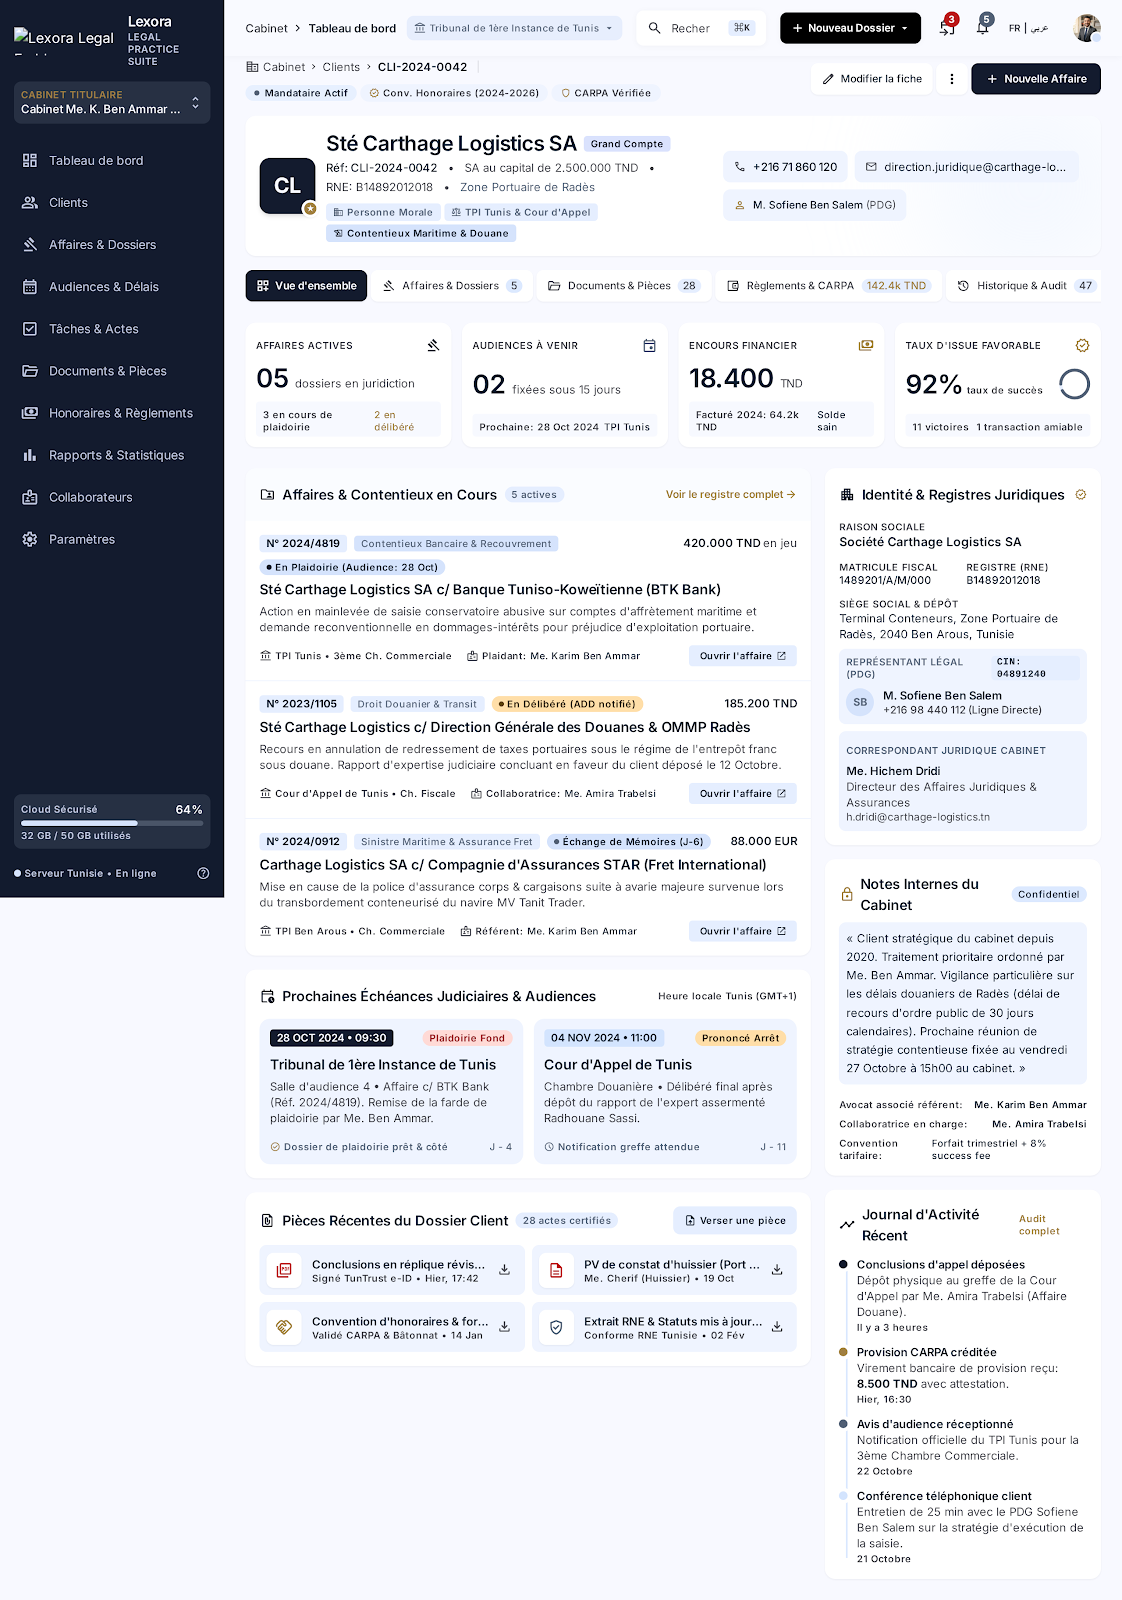 Lexora Legal
Lexora
LEGAL
PRACTICE
SUITE
CABINET TITULAIRE
Cabinet Me. K. Ben Ammar ...
Tableau de bord
Clients
Affaires & Dossiers
Audiences & Délais
Tâches & Actes
Documents & Pièces
Honoraires & Règlements
Rapports & Statistiques
Collaborateurs
Paramètres
Cloud Sécurisé 64%
32 GB / 50 GB utilisés
Serveur Tunisie • En ligne
Cabinet > Tableau de bord
Tribunal de 1ère Instance de Tunis
Recher ⌘K
+ Nouveau Dossier
3
5
FR | عربي
Cabinet > Clients > CLI-2024-0042
Mandataire Actif
Conv. Honoraires (2024-2026)
CARPA Vérifiée
Modifier la fiche
+ Nouvelle Affaire
CL
Sté Carthage Logistics SA
Grand Compte
Réf: CLI-2024-0042 • SA au capital de 2.500.000 TND •
RNE: B14892012018 • Zone Portuaire de Radès
Personne Morale
TPI Tunis & Cour d'Appel
Contentieux Maritime & Douane
+216 71 860 120
direction.juridique@carthage-lo...
M. Sofiene Ben Salem (PDG)
Vue d'ensemble
Affaires & Dossiers 5
Documents & Pièces 28
Règlements & CARPA 142.4k TND
Historique & Audit 47
AFFAIRES ACTIVES
05 dossiers en juridiction
3 en cours de plaidoirie
2 en délibéré
AUDIENCES À VENIR
02 fixées sous 15 jours
Prochaine: 28 Oct 2024 TPI Tunis
ENCOURS FINANCIER
18.400 TND
Facturé 2024: 64.2k TND
Solde sain
TAUX D'ISSUE FAVORABLE
92% taux de succès
11 victoires 1 transaction amiable
Affaires & Contentieux en Cours
5 actives
Voir le registre complet →
N° 2024/4819
Contentieux Bancaire & Recouvrement
420.000 TND en jeu
En Plaidoirie (Audience: 28 Oct)
Sté Carthage Logistics SA c/ Banque Tuniso-Koweïtienne (BTK Bank)
Action en mainlevée de saisie conservatoire abusive sur comptes d'affrètement maritime et
demande reconventionnelle en dommages-intérêts pour préjudice d'exploitation portuaire.
TPI Tunis • 3ème Ch. Commerciale
Plaidant: Me. Karim Ben Ammar
Ouvrir l'affaire
N° 2023/1105
Droit Douanier & Transit
En Délibéré (ADD notifié)
185.200 TND
Sté Carthage Logistics c/ Direction Générale des Douanes & OMMP Radès
Recours en annulation de redressement de taxes portuaires sous le régime de l'entrepôt franc
sous douane. Rapport d'expertise judiciaire concluant en faveur du client déposé le 12 Octobre.
Cour d'Appel de Tunis • Ch. Fiscale
Collaboratrice: Me. Amira Trabelsi
Ouvrir l'affaire
N° 2024/0912
Sinistre Maritime & Assurance Fret
Échange de Mémoires (J-6)
88.000 EUR
Carthage Logistics SA c/ Compagnie d'Assurances STAR (Fret International)
Mise en cause de la police d'assurance corps & cargaisons suite à avarie majeure survenue lors
du transbordement conteneurisé du navire MV Tanit Trader.
TPI Ben Arous • Ch. Commerciale
Référent: Me. Karim Ben Ammar
Ouvrir l'affaire
Prochaines Échéances Judiciaires & Audiences
Heure locale Tunis (GMT+1)
28 OCT 2024 • 09:30
Plaidoirie Fond
Tribunal de 1ère Instance de Tunis
Salle d'audience 4 • Affaire c/ BTK Bank
(Réf. 2024/4819). Remise de la farde de
plaidoirie par Me. Ben Ammar.
Dossier de plaidoirie prêt & côté
J - 4
04 NOV 2024 • 11:00
Prononcé Arrêt
Cour d'Appel de Tunis
Chambre Douanière • Délibéré final après
dépôt du rapport de l'expert assermenté
Radhouane Sassi.
Notification greffe attendue
J - 11
Pièces Récentes du Dossier Client
28 actes certifiés
Verser une pièce
Conclusions en réplique révis...
Signé TunTrust e-ID • Hier, 17:42
PV de constat d'huissier (Port ...
Me. Cherif (Huissier) • 19 Oct
Convention d'honoraires & for...
Validé CARPA & Bâtonnat • 14 Jan
Extrait RNE & Statuts mis à jour...
Conforme RNE Tunisie • 02 Fév
Identité & Registres Juridiques
RAISON SOCIALE
Société Carthage Logistics SA
MATRICULE FISCAL
1489201/A/M/000
REGISTRE (RNE)
B14892012018
SIÈGE SOCIAL & DÉPÔT
Terminal Conteneurs, Zone Portuaire de
Radès, 2040 Ben Arous, Tunisie
REPRÉSENTANT LÉGAL
(PDG)
CIN:
04891240
SB
M. Sofiene Ben Salem
+216 98 440 112 (Ligne Directe)
CORRESPONDANT JURIDIQUE CABINET
Me. Hichem Dridi
Directeur des Affaires Juridiques &
Assurances
h.dridi@carthage-logistics.tn
Notes Internes du
Cabinet
Confidentiel
« Client stratégique du cabinet depuis
2020. Traitement prioritaire ordonné par
Me. Ben Ammar. Vigilance particulière sur
les délais douaniers de Radès (délai de
recours d'ordre public de 30 jours
calendaires). Prochaine réunion de
stratégie contentieuse fixée au vendredi
27 Octobre à 15h00 au cabinet. »
Avocat associé référent: Me. Karim Ben Ammar
Collaboratrice en charge: Me. Amira Trabelsi
Convention tarifaire:
Forfait trimestriel + 8% success fee
Journal d'Activité
Récent
Audit
complet
Conclusions d'appel déposées
Dépôt physique au greffe de la Cour
d'Appel par Me. Amira Trabelsi (Affaire
Douane).
Il y a 3 heures
Provision CARPA créditée
Virement bancaire de provision reçu:
8.500 TND avec attestation.
Hier, 16:30
Avis d'audience réceptionné
Notification officielle du TPI Tunis pour la
3ème Chambre Commerciale.
22 Octobre
Conférence téléphonique client
Entretien de 25 min avec le PDG Sofiene
Ben Salem sur la stratégie d'exécution de
la saisie.
21 Octobre